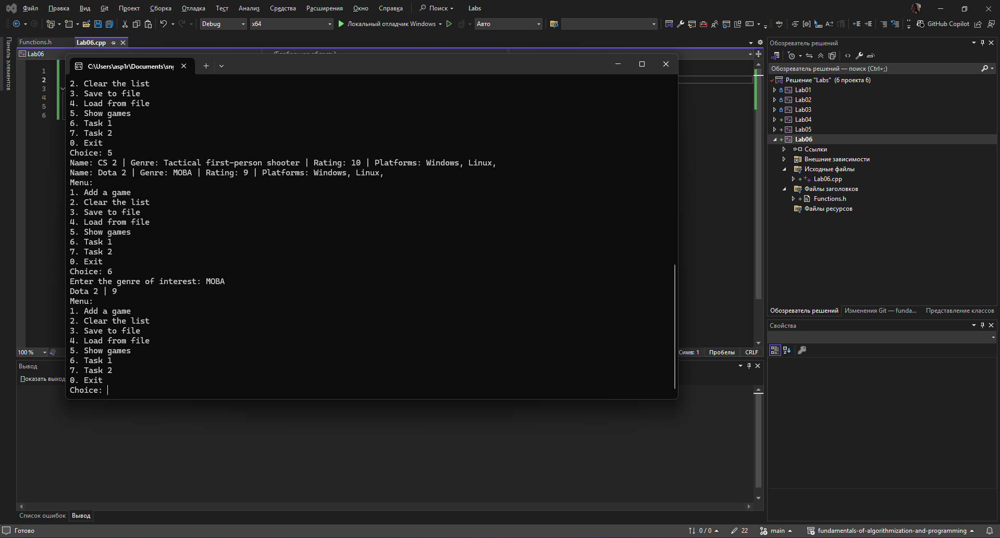 Файл Правка Вид Git Проект Сборка Отладка Тест Анализ Средства Расширения Окно Справка Поиск Labs
Debug x64 Локальный отладчик Windows Авто GitHub Copilot
Панель элементов
Functions.h Lab06.cpp
Lab06
1
2
3
4
5
6
C:\Users\asp1r\Documents\sn
2. Clear the list
3. Save to file
4. Load from file
5. Show games
6. Task 1
7. Task 2
0. Exit
Choice: 5
Name: CS 2 | Genre: Tactical first-person shooter | Rating: 10 | Platforms: Windows, Linux,
Name: Dota 2 | Genre: MOBA | Rating: 9 | Platforms: Windows, Linux,
Menu:
1. Add a game
2. Clear the list
3. Save to file
4. Load from file
5. Show games
6. Task 1
7. Task 2
0. Exit
Choice: 6
Enter the genre of interest: MOBA
Dota 2 | 9
Menu:
1. Add a game
2. Clear the list
3. Save to file
4. Load from file
5. Show games
6. Task 1
7. Task 2
0. Exit
Choice:
100 %
Симв: 1 Пробелы CRLF
Вывод
Показать выход
Список ошибок Вывод
Обозреватель решений
Обозреватель решений — поиск (Ctrl+;)
Решение "Labs" (6 проекта 6)
Lab01
Lab02
Lab03
Lab04
Lab05
Lab06
Ссылки
Внешние зависимости
Исходные файлы
Lab06.cpp
Файлы заголовков
Functions.h
Файлы ресурсов
Обозреватель решений Изменения Git — funda... Представление классов
Свойства
Готово 0 / 0 22 main fundamentals-of-algorithmization-and-programming